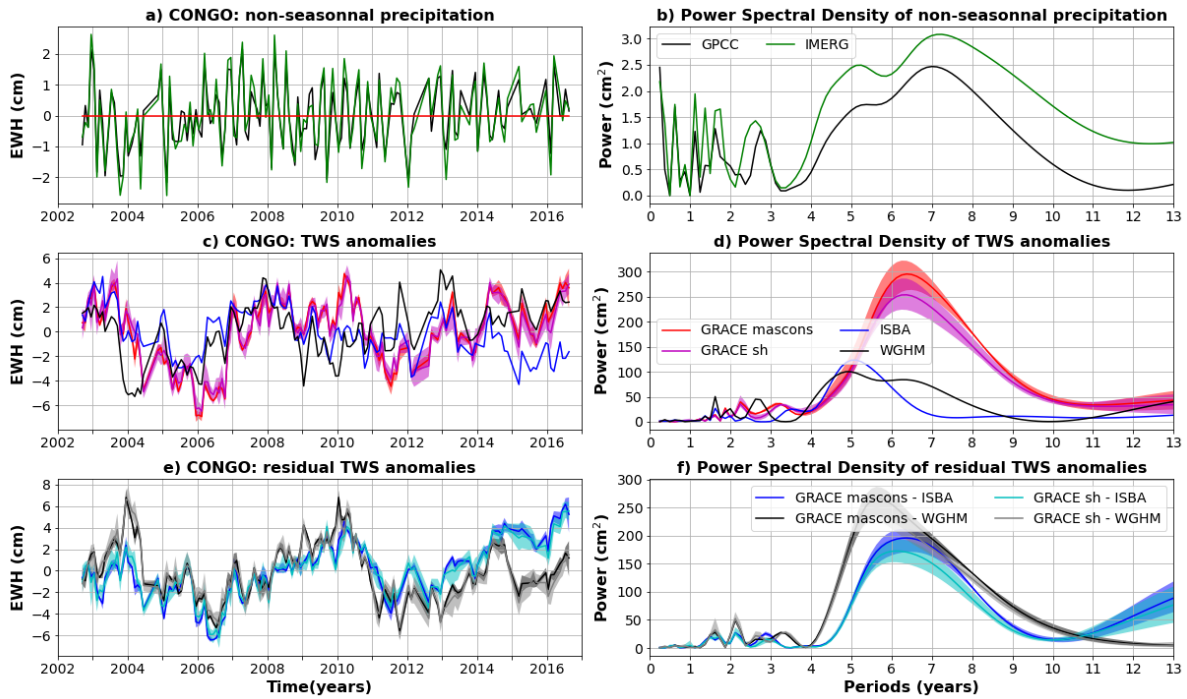 a) CONGO: non-seasonnal precipitation
EWH (cm)
2
1
0
−1
−2
2002 2004 2006 2008 2010 2012 2014 2016
b) Power Spectral Density of non-seasonnal precipitation
Power (cm²)
3.0
2.5
2.0
1.5
1.0
0.5
0.0
GPCC IMERG
0 1 2 3 4 5 6 7 8 9 10 11 12 13
c) CONGO: TWS anomalies
EWH (cm)
6
4
2
0
−2
−4
−6
2002 2004 2006 2008 2010 2012 2014 2016
d) Power Spectral Density of TWS anomalies
Power (cm²)
300
250
200
150
100
50
0
GRACE mascons ISBA
GRACE sh WGHM
0 1 2 3 4 5 6 7 8 9 10 11 12 13
e) CONGO: residual TWS anomalies
EWH (cm)
8
6
4
2
0
−2
−4
−6
2002 2004 2006 2008 2010 2012 2014 2016
Time(years)
f) Power Spectral Density of residual TWS anomalies
Power (cm²)
300
250
200
150
100
50
0
GRACE mascons - ISBA GRACE sh - ISBA
GRACE mascons - WGHM GRACE sh - WGHM
0 1 2 3 4 5 6 7 8 9 10 11 12 13
Periods (years)